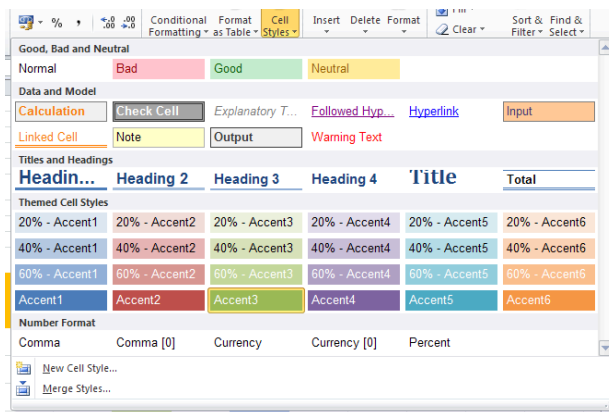 % , .00 .00 Conditional Format Cell Insert Delete Format Fill Sort & Find &
Formatting as Table Styles Clear Filter Select
Good, Bad and Neutral
Normal Bad Good Neutral
Data and Model
Calculation Check Cell Explanatory T... Followed Hyp... Hyperlink Input
Linked Cell Note Output Warning Text
Titles and Headings
Headin... Heading 2 Heading 3 Heading 4 Title Total
Themed Cell Styles
20% - Accent1 20% - Accent2 20% - Accent3 20% - Accent4 20% - Accent5 20% - Accent6
40% - Accent1 40% - Accent2 40% - Accent3 40% - Accent4 40% - Accent5 40% - Accent6
60% - Accent1 60% - Accent2 60% - Accent3 60% - Accent4 60% - Accent5 60% - Accent6
Accent1 Accent2 Accent3 Accent4 Accent5 Accent6
Number Format
Comma Comma [0] Currency Currency [0] Percent
New Cell Style...
Merge Styles...